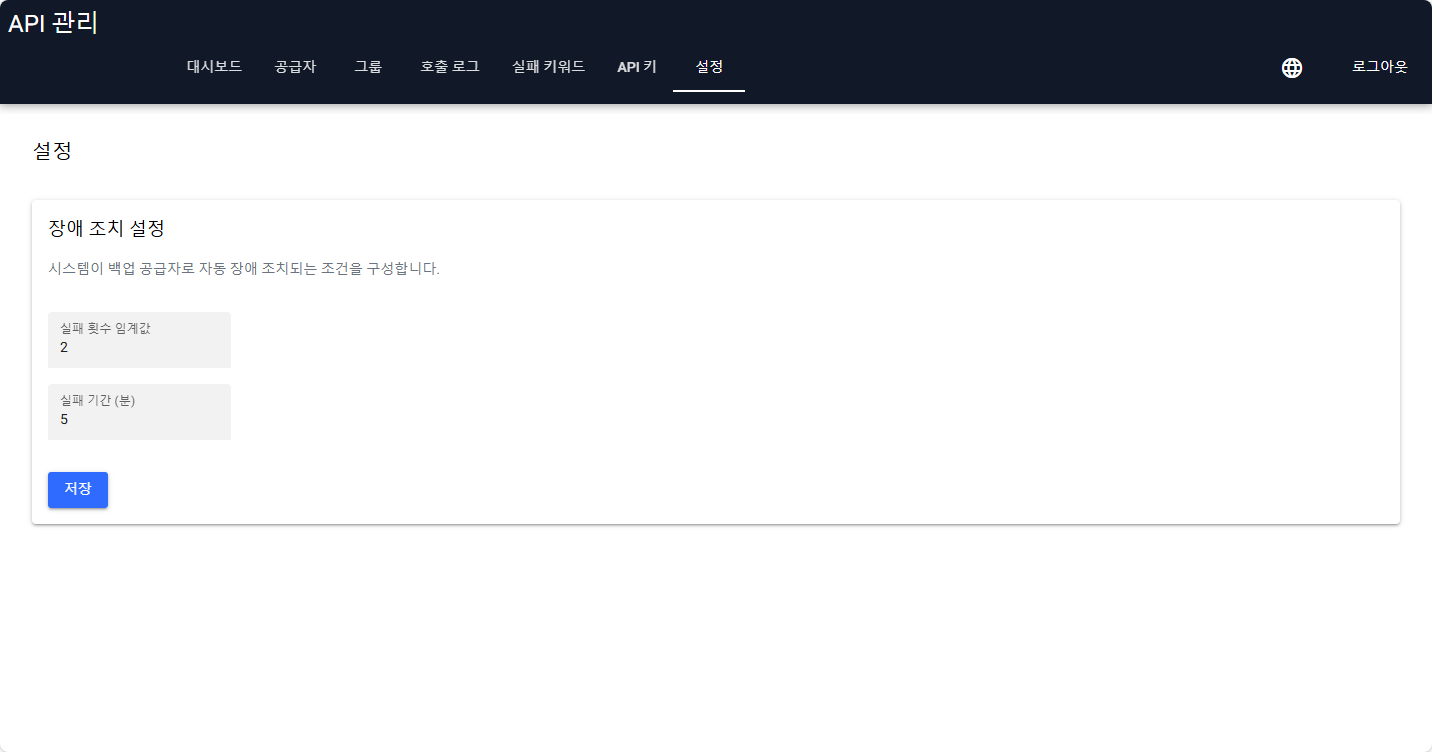 API 관리
대시보드 공급자 그룹 호출 로그 실패 키워드 API 키 설정 로그아웃
설정
장애 조치 설정
시스템이 백업 공급자로 자동 장애 조치되는 조건을 구성합니다.
실패 횟수 임계값
2
실패 기간 (분)
5
저장